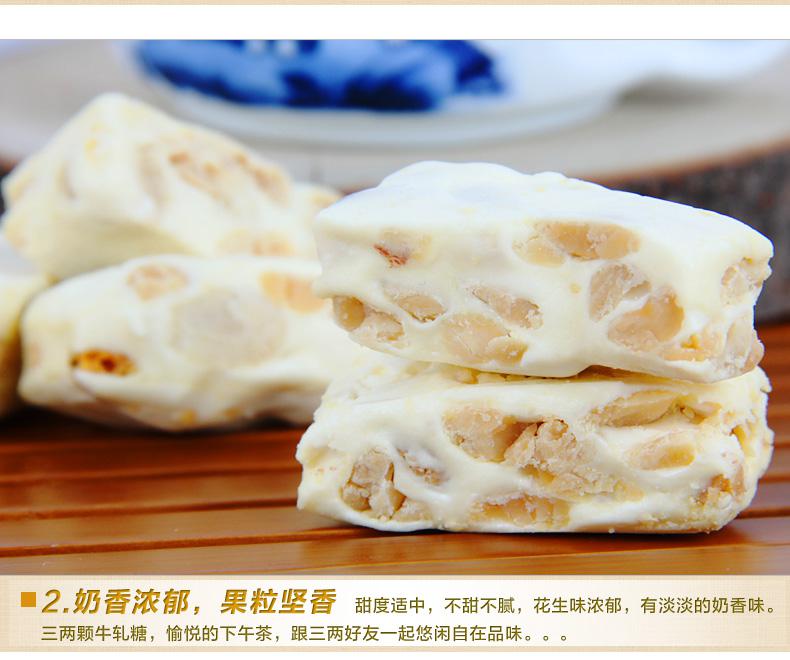 2.奶香浓郁，果粒坚香 甜度适中，不甜不腻，花生味浓郁，有淡淡的奶香味。
三两颗牛轧糖，愉悦的下午茶，跟三两好友一起悠闲自在品味。。。